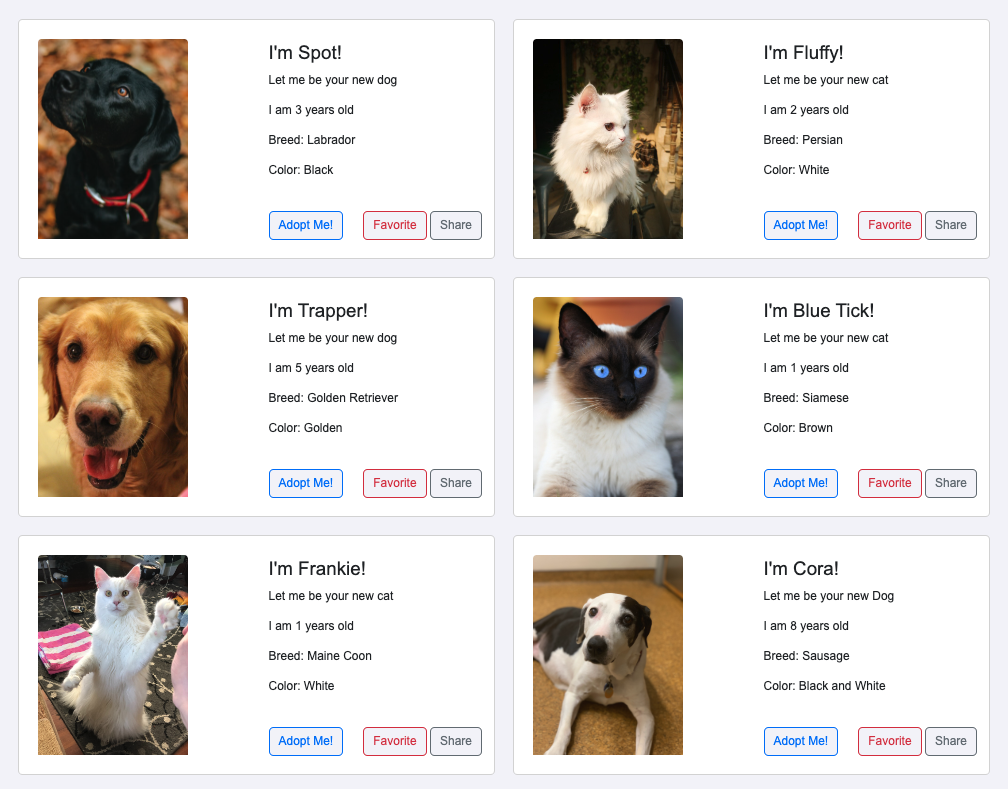 I'm Spot!
Let me be your new dog
I am 3 years old
Breed: Labrador
Color: Black
Adopt Me! Favorite Share
I'm Fluffy!
Let me be your new cat
I am 2 years old
Breed: Persian
Color: White
Adopt Me! Favorite Share
I'm Trapper!
Let me be your new dog
I am 5 years old
Breed: Golden Retriever
Color: Golden
Adopt Me! Favorite Share
I'm Blue Tick!
Let me be your new cat
I am 1 years old
Breed: Siamese
Color: Brown
Adopt Me! Favorite Share
I'm Frankie!
Let me be your new cat
I am 1 years old
Breed: Maine Coon
Color: White
Adopt Me! Favorite Share
I'm Cora!
Let me be your new Dog
I am 8 years old
Breed: Sausage
Color: Black and White
Adopt Me! Favorite Share